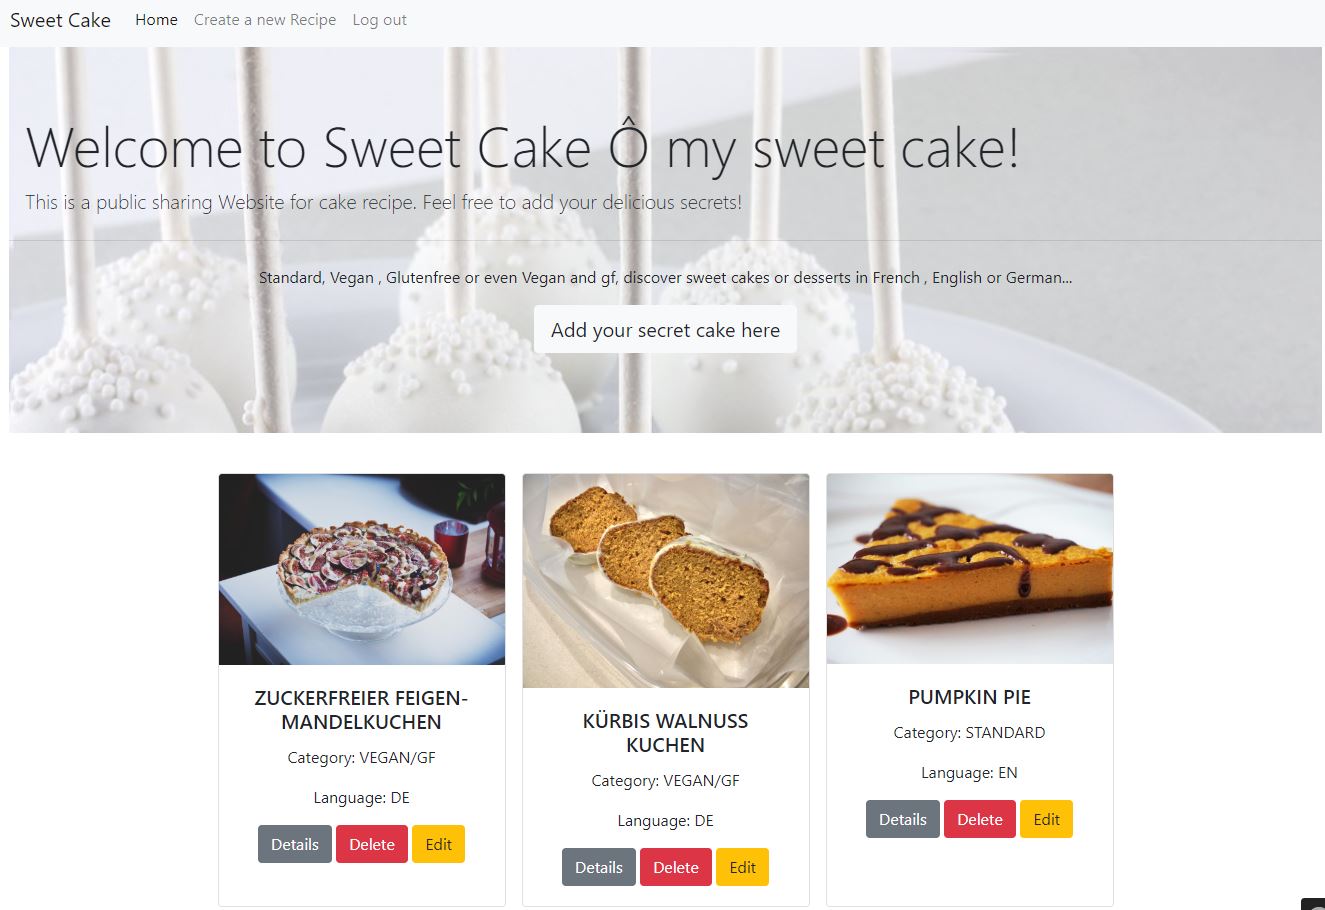 Sweet Cake Home Create a new Recipe Log out
Welcome to Sweet Cake Ô my sweet cake!
This is a public sharing Website for cake recipe. Feel free to add your delicious secrets!
Standard, Vegan , Glutenfree or even Vegan and gf, discover sweet cakes or desserts in French , English or German...
Add your secret cake here
ZUCKERFREIER FEIGEN-
MANDELKUCHEN
Category: VEGAN/GF
Language: DE
Details Delete Edit
KÜRBIS WALNUSS
KUCHEN
Category: VEGAN/GF
Language: DE
Details Delete Edit
PUMPKIN PIE
Category: STANDARD
Language: EN
Details Delete Edit